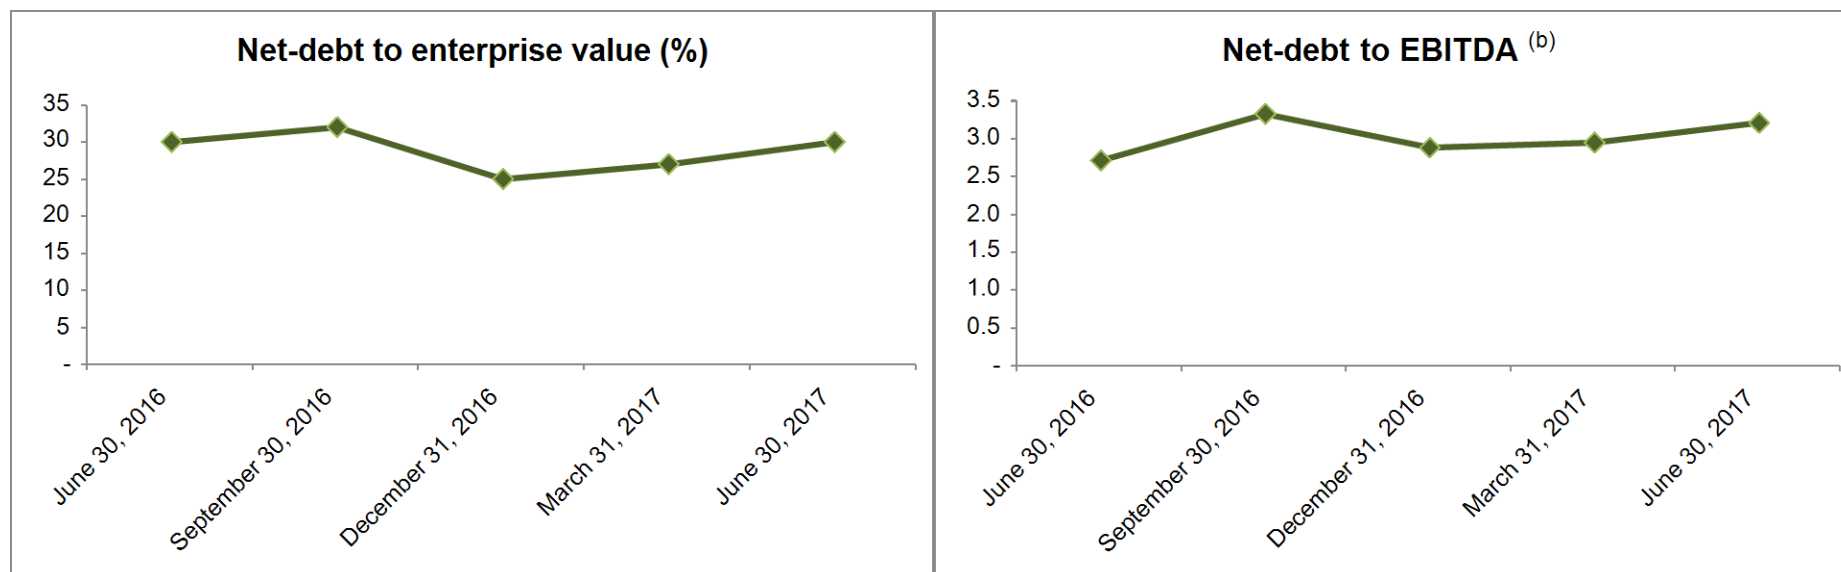 Net-debt to enterprise value (%)
35
30
25
20
15
10
5
-
June 30, 2016
September 30, 2016
December 31, 2016
March 31, 2017
June 30, 2017
Net-debt to EBITDA (b)
3.5
3.0
2.5
2.0
1.5
1.0
0.5
-
June 30, 2016
September 30, 2016
December 31, 2016
March 31, 2017
June 30, 2017